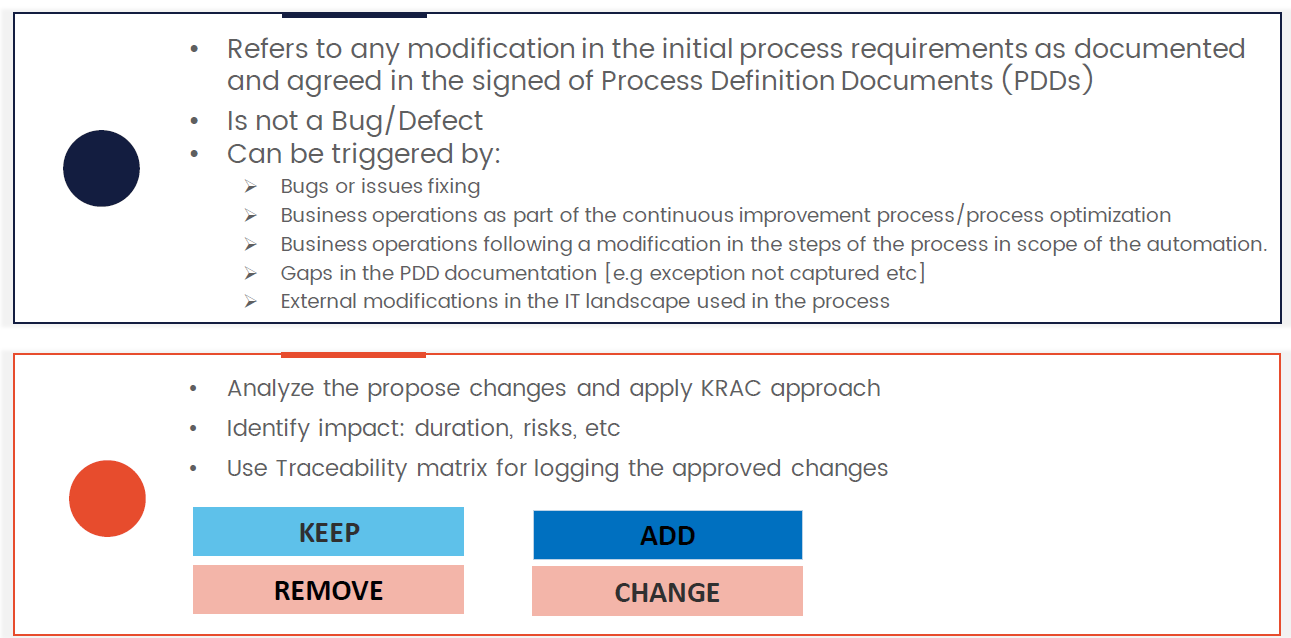 • Refers to any modification in the initial process requirements as documented
and agreed in the signed of Process Definition Documents (PDDs)
• Is not a Bug/Defect
• Can be triggered by:
➢ Bugs or issues fixing
➢ Business operations as part of the continuous improvement process/process optimization
➢ Business operations following a modification in the steps of the process in scope of the automation.
➢ Gaps in the PDD documentation [e.g exception not captured etc]
➢ External modifications in the IT landscape used in the process
• Analyze the propose changes and apply KRAC approach
• Identify impact: duration, risks, etc
• Use Traceability matrix for logging the approved changes
KEEP
ADD
REMOVE
CHANGE